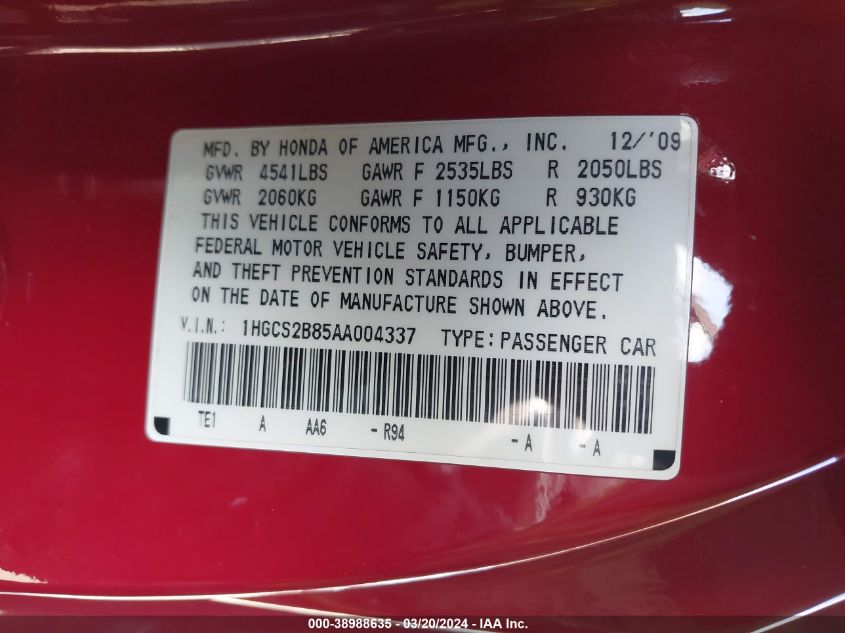 MFD. BY HONDA OF AMERICA MFG., INC. 12/'09
GVWR 4541LBS GAWR F 2535LBS R 2050LBS
GVWR 2060KG GAWR F 1150KG R 930KG
THIS VEHICLE CONFORMS TO ALL APPLICABLE
FEDERAL MOTOR VEHICLE SAFETY, BUMPER,
AND THEFT PREVENTION STANDARDS IN EFFECT
ON THE DATE OF MANUFACTURE SHOWN ABOVE.
V.I.N.: 1HGCS2B85AA004337 TYPE:PASSENGER CAR
TE1 A AA6 -R94 -A -A
000-38988635 - 03/20/2024 - IAA Inc.